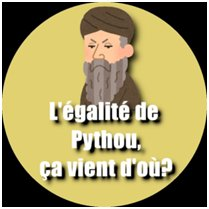 L'égalité de
Pythou,
ça vient d'où?